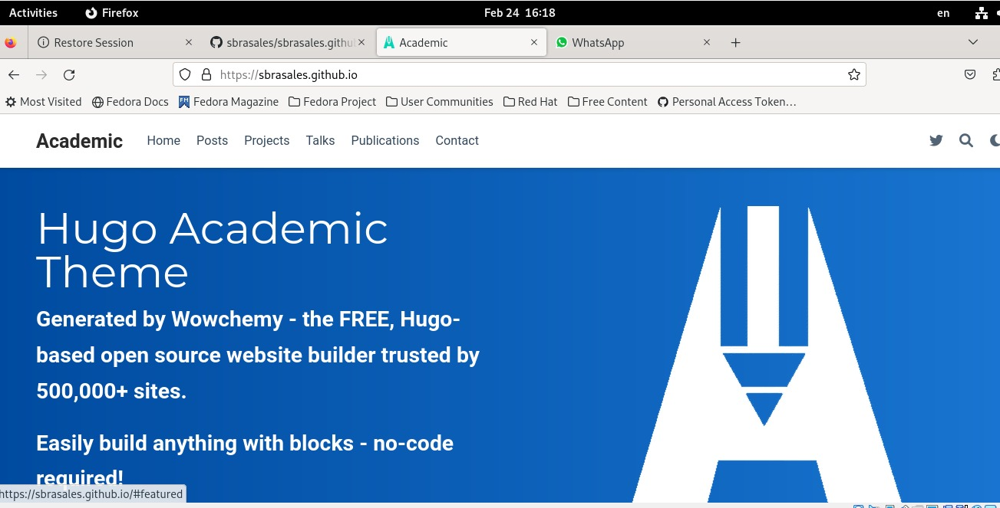 Activities Firefox Feb 24 16:18 en
Restore Session sbrasales/sbrasales.githu Academic WhatsApp
https://sbrasales.github.io
Most Visited Fedora Docs FM Fedora Magazine Fedora Project User Communities Red Hat Free Content Personal Access Token…
Academic Home Posts Projects Talks Publications Contact
Hugo Academic
Theme
Generated by Wowchemy - the FREE, Hugo-
based open source website builder trusted by
500,000+ sites.
Easily build anything with blocks - no-code
required!
https://sbrasales.github.io/#featured